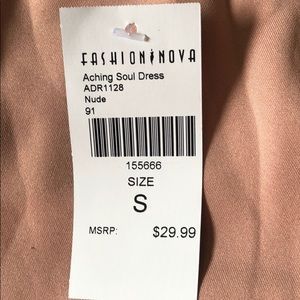 FASHIONNOVA
Aching Soul Dress
ADR1128
Nude
91
155666
SIZE
S
MSRP: $29.99